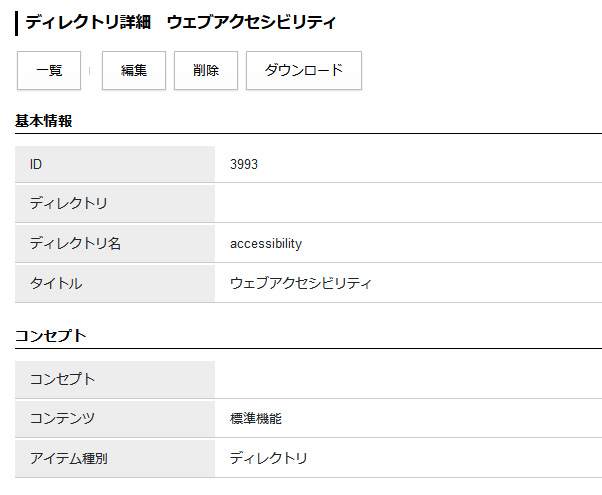 ディレクトリ詳細　ウェブアクセシビリティ
一覧 | 編集 削除 ダウンロード
基本情報
ID 3993
ディレクトリ
ディレクトリ名 accessibility
タイトル ウェブアクセシビリティ
コンセプト
コンセプト
コンテンツ 標準機能
アイテム種別 ディレクトリ